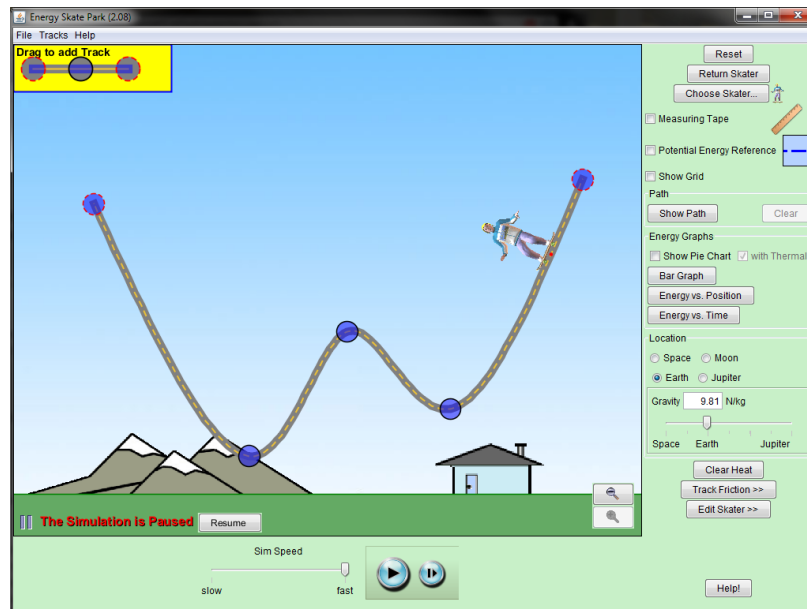 Energy Skate Park (2.08)
File Tracks Help
Drag to add Track
Reset
Return Skater
Choose Skater...
Measuring Tape
Potential Energy Reference
Show Grid
Path
Show Path Clear
Energy Graphs
Show Pie Chart with Thermal
Bar Graph
Energy vs. Position
Energy vs. Time
Location
Space Moon
Earth Jupiter
Gravity 9.81 N/kg
Space Earth Jupiter
Clear Heat
Track Friction >>
Edit Skater >>
The Simulation is Paused Resume
Sim Speed
slow fast
Help!